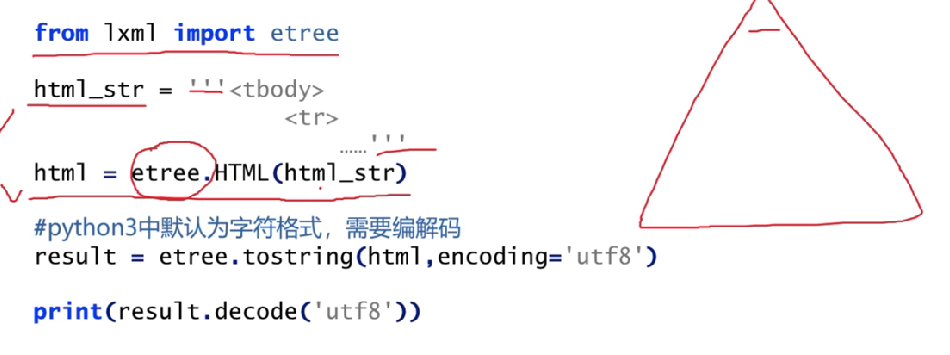 from lxml import etree
html_str = '''<tbody>
<tr>
......'''
html = etree.HTML(html_str)
#python3中默认为字符格式，需要编解码
result = etree.tostring(html,encoding='utf8')
print(result.decode('utf8'))